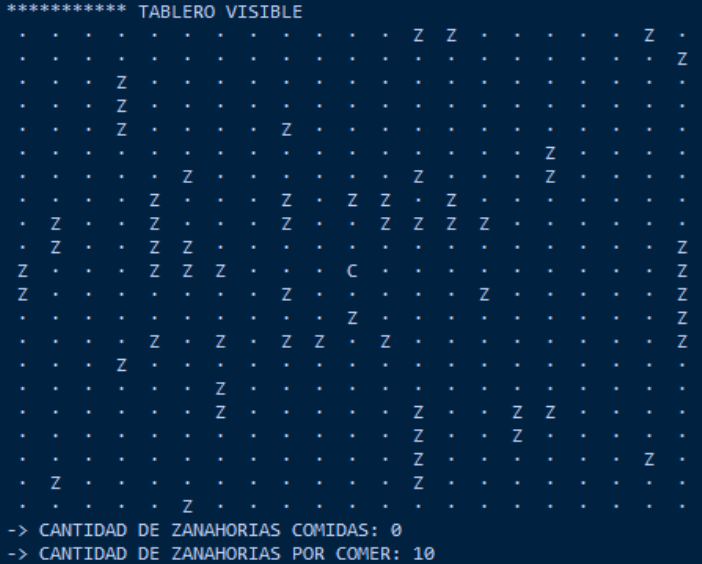 *********** TABLERO VISIBLE
. . . . . . . . . . . . Z Z . . . . . Z .
. . . . . . . . . . . . . . . . . . . . Z
. . . Z . . . . . . . . . . . . . . . . .
. . . Z . . . . . . . . . . . . . . . . .
. . . Z . . . . Z . . . . . . . . . . . .
. . . . . . . . . . . . . . . . Z . . . .
. . . . . Z . . . . . . Z . . . Z . . . .
. . . . Z . . . Z . Z Z . Z . . . . . . .
. Z . . Z . . . Z . . Z Z Z Z . . . . . .
. Z . . Z Z . . . . . . . . . . . . . . Z
Z . . . Z Z Z . . . C . . . . . . . . . Z
Z . . . . . . . Z . . . . . Z . . . . . Z
. . . . . . . . . . Z . . . . . . . . . Z
. . . . Z . Z . Z Z . Z . . . . . . . . Z
. . . Z . . . . . . . . . . . . . . . . .
. . . . . . Z . . . . . . . . . . . . . .
. . . . . . Z . . . . . Z . . Z Z . . . .
. . . . . . . . . . . . Z . . Z . . . . .
. . . . . . . . . . . . Z . . . . . . Z .
. Z . . . . . . . . . . Z . . . . . . . .
. . . . . Z . . . . . . . . . . . . . . .
-> CANTIDAD DE ZANAHORIAS COMIDAS: 0
-> CANTIDAD DE ZANAHORIAS POR COMER: 10